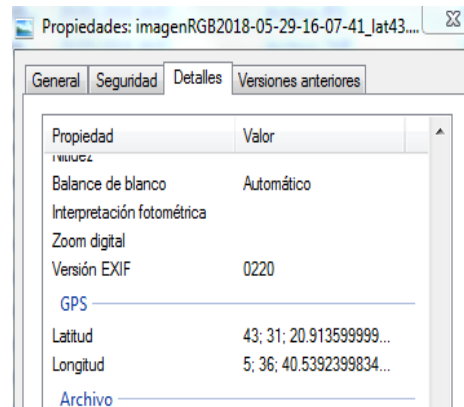 Propiedades: imagenRGB2018-05-29-16-07-41_lat43....
General Seguridad Detalles Versiones anteriores
Propiedad Valor
Nitidez
Balance de blanco Automático
Interpretación fotométrica
Zoom digital
Versión EXIF 0220
GPS
Latitud 43; 31; 20.913599999...
Longitud 5; 36; 40.5392399834...
Archivo